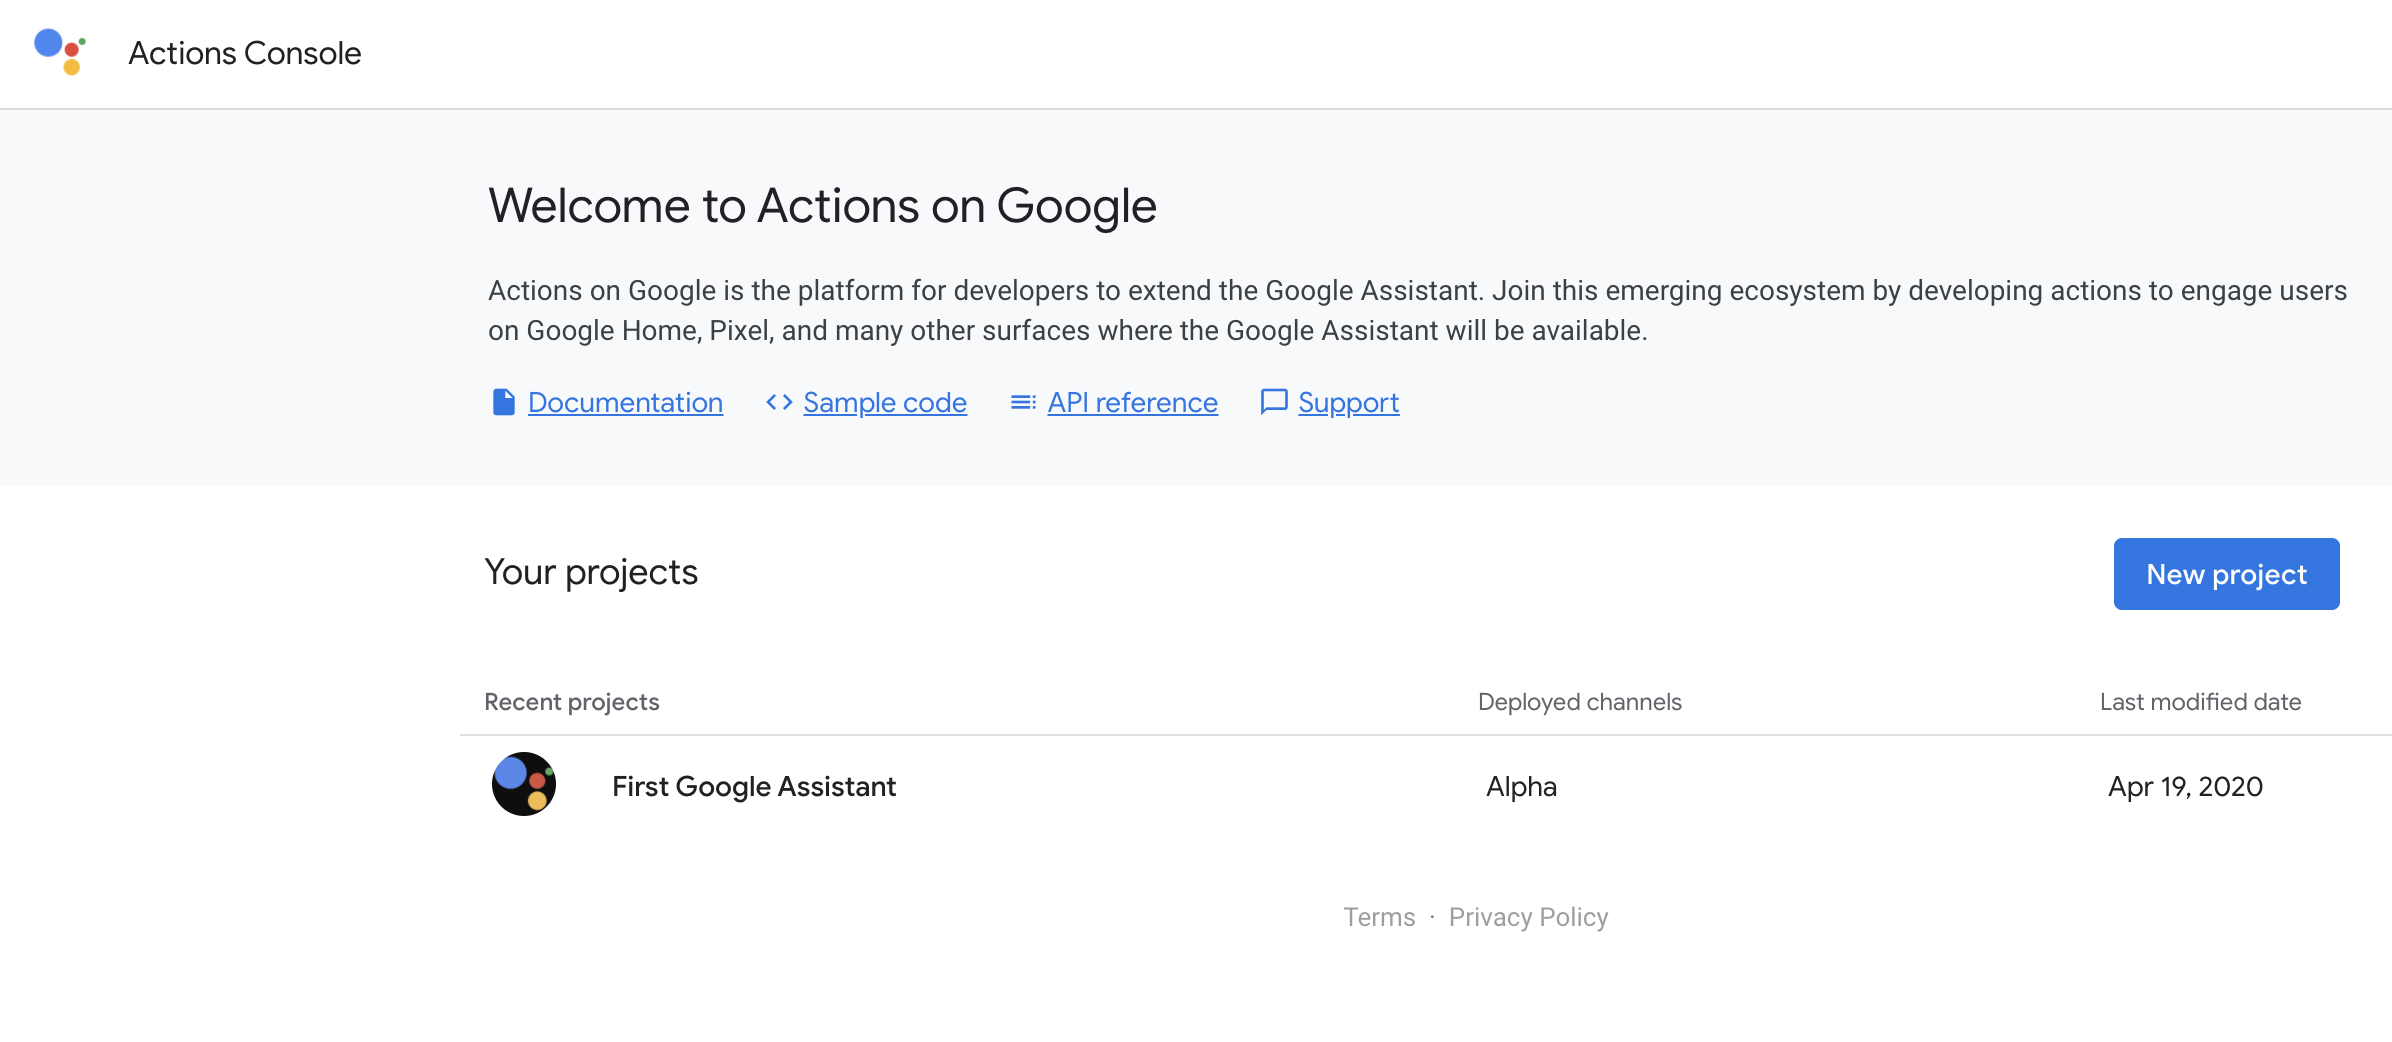 Actions Console
Welcome to Actions on Google
Actions on Google is the platform for developers to extend the Google Assistant. Join this emerging ecosystem by developing actions to engage users
on Google Home, Pixel, and many other surfaces where the Google Assistant will be available.
Documentation Sample code API reference Support
Your projects New project
Recent projects Deployed channels Last modified date
First Google Assistant Alpha Apr 19, 2020
Terms · Privacy Policy